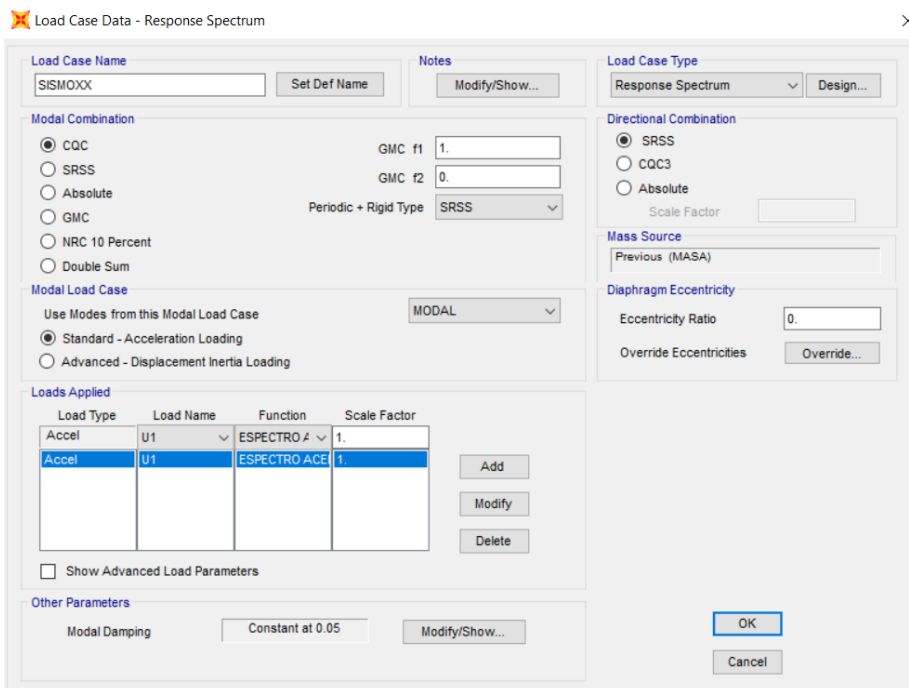 Load Case Data - Response Spectrum
Load Case Name
SISMOXX
Set Def Name
Notes
Modify/Show...
Load Case Type
Response Spectrum
Design...
Modal Combination
CQC
SRSS
Absolute
GMC
NRC 10 Percent
Double Sum
GMC f1
1.
GMC f2
0.
Periodic + Rigid Type
SRSS
Directional Combination
SRSS
CQC3
Absolute
Scale Factor
Mass Source
Previous (MASA)
Modal Load Case
Use Modes from this Modal Load Case
MODAL
Standard - Acceleration Loading
Advanced - Displacement Inertia Loading
Diaphragm Eccentricity
Eccentricity Ratio
0.
Override Eccentricities
Override...
Loads Applied
Load Type Load Name Function Scale Factor
Accel U1 ESPECTRO A 1.
Accel U1 ESPECTRO ACE 1.
Add
Modify
Delete
Show Advanced Load Parameters
Other Parameters
Modal Damping
Constant at 0.05
Modify/Show...
OK
Cancel